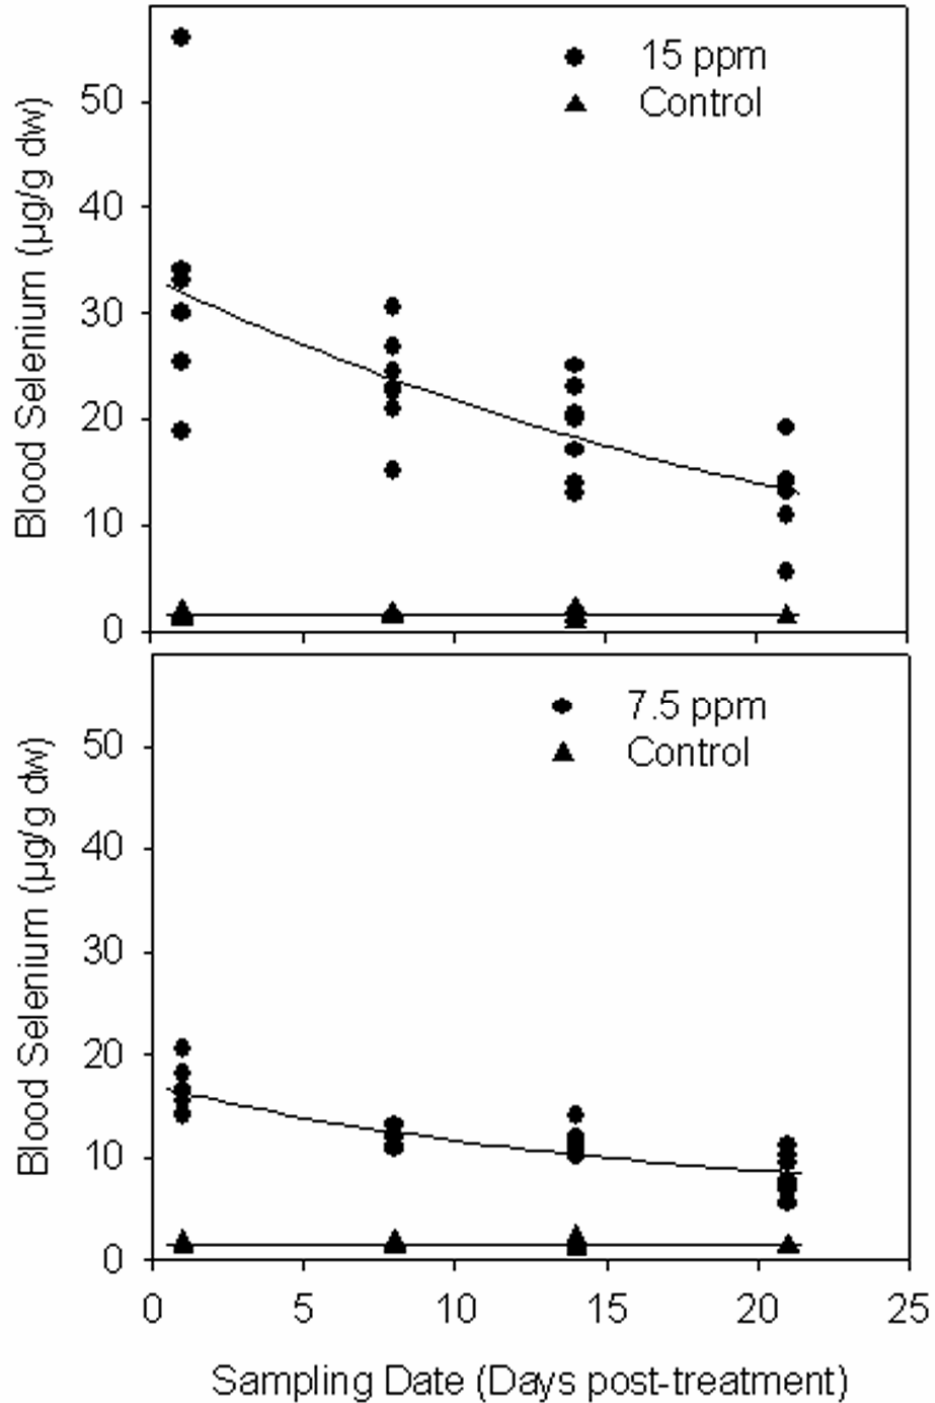 15 ppm
Control
50
40
30
20
10
0
Blood Selenium (µg/g dw)
7.5 ppm
Control
50
40
30
20
10
0
Blood Selenium (µg/g dw)
0 5 10 15 20 25
Sampling Date (Days post-treatment)